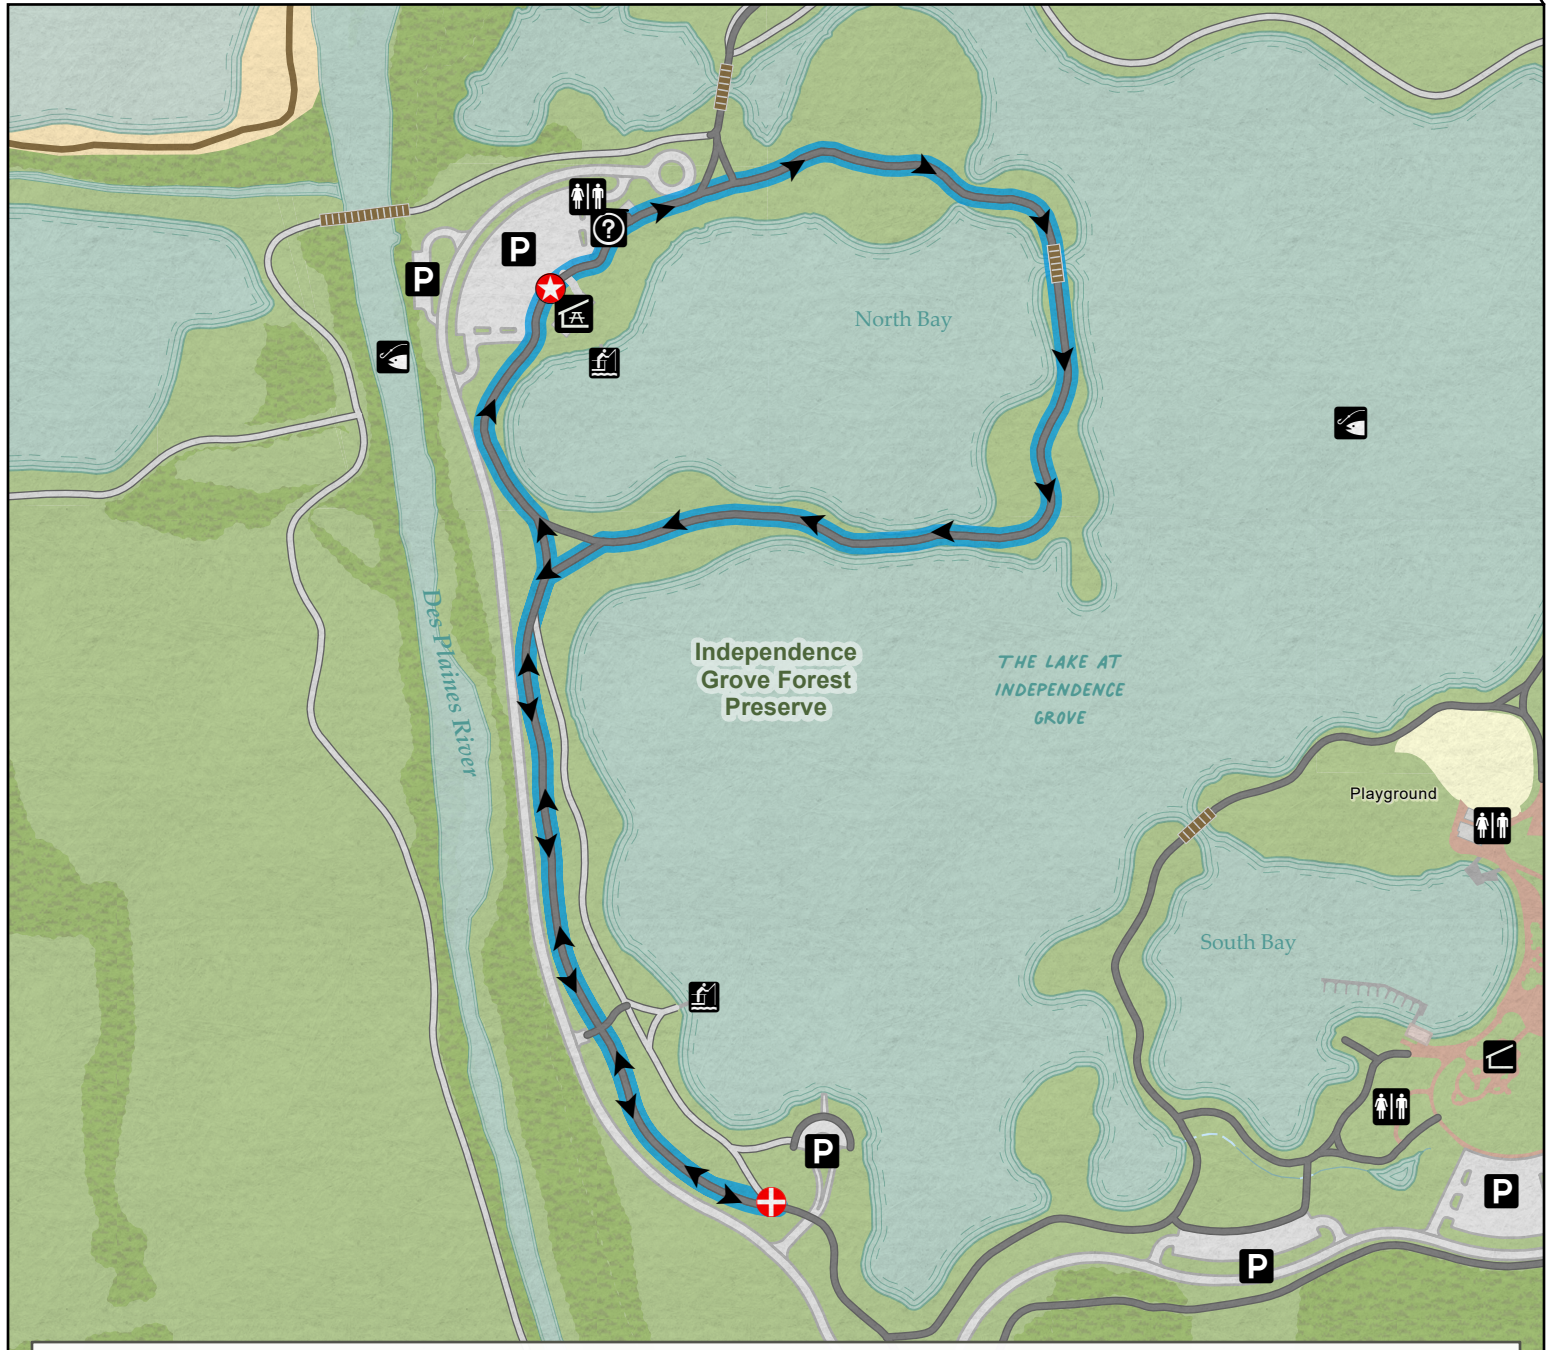 P
?
P
North Bay
Des Plaines River
Independence
Grove Forest
Preserve
THE LAKE AT
INDEPENDENCE
GROVE
Playground
South Bay
P
P
P